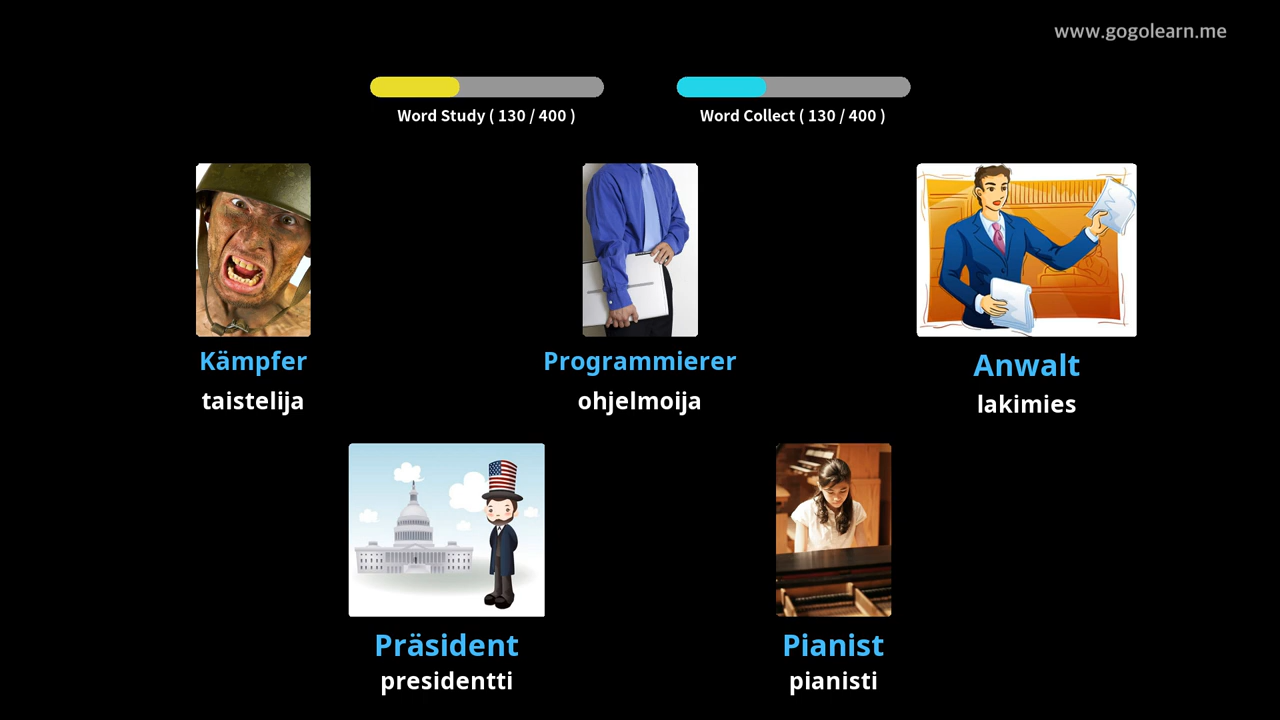 www.gogolearn.me
Word Study ( 130 / 400 )
Word Collect ( 130 / 400 )
Kämpfer
taistelija
Programmierer
ohjelmoija
Anwalt
lakimies
Präsident
presidentti
Pianist
pianisti